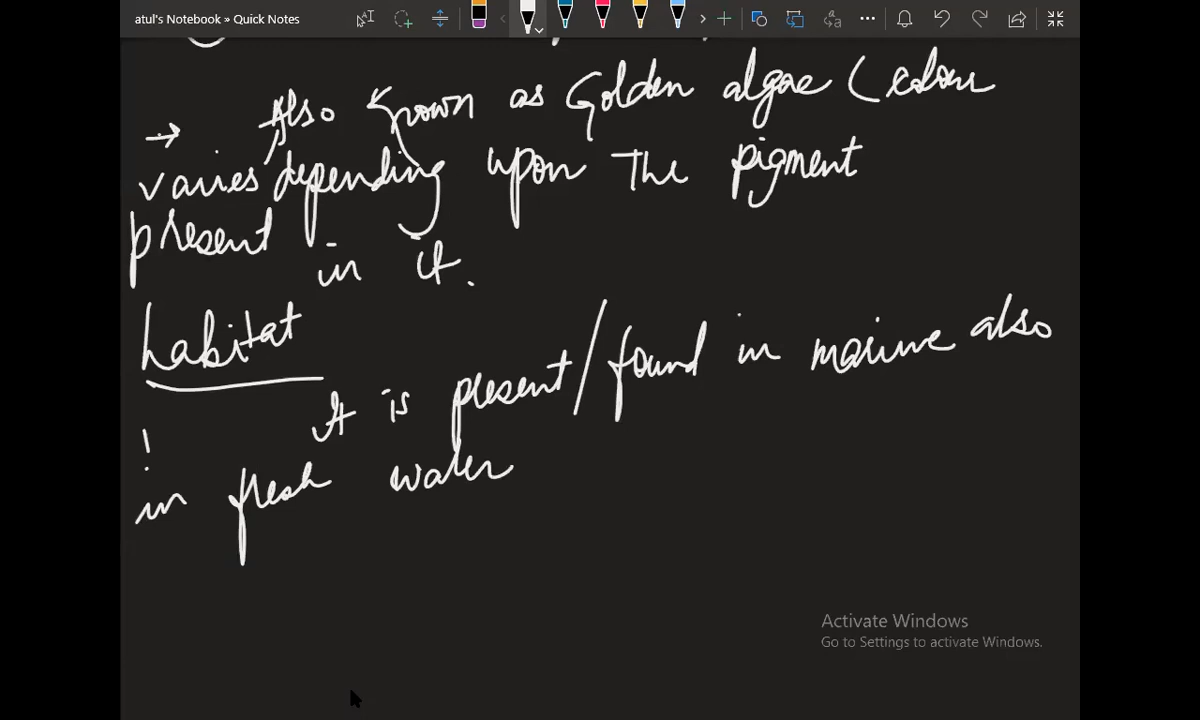 atul's Notebook » Quick Notes
→ Also known as Golden algae (colour
varies depending upon The pigment
present in it.
habitat
! It is present/found in marine also
in fresh water
Activate Windows
Go to Settings to activate Windows.